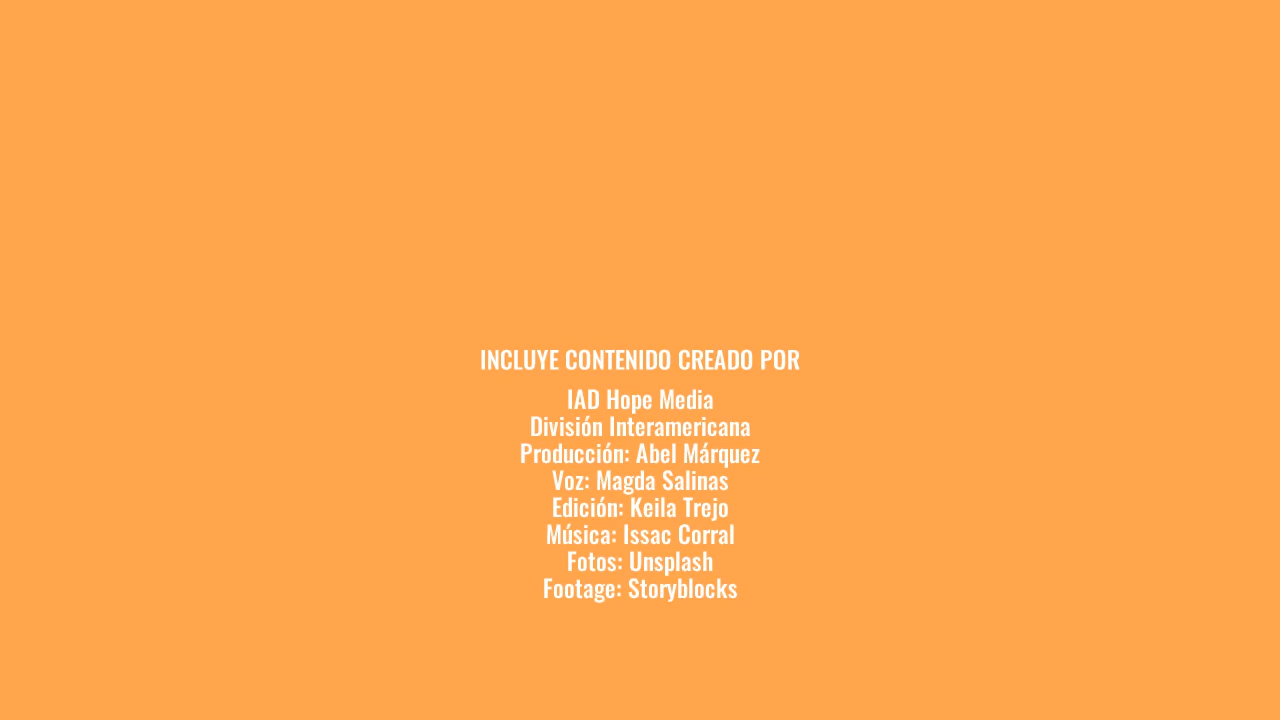 INCLUYE CONTENIDO CREADO POR
IAD Hope Media
División Interamericana
Producción: Abel Márquez
Voz: Magda Salinas
Edición: Keila Trejo
Música: Issac Corral
Fotos: Unsplash
Footage: Storyblocks